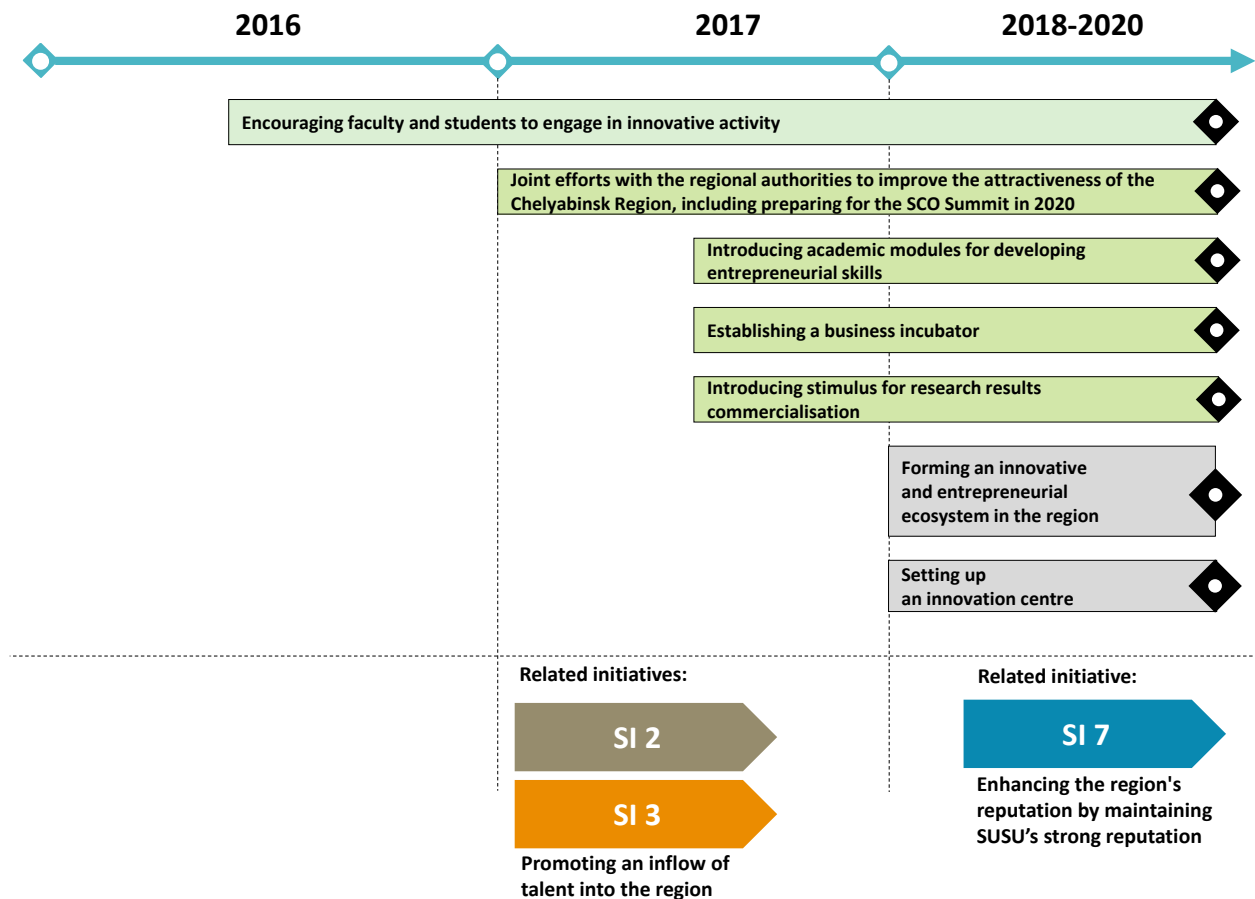 2016
2017
2018-2020
Encouraging faculty and students to engage in innovative activity
Joint efforts with the regional authorities to improve the attractiveness of the
Chelyabinsk Region, including preparing for the SCO Summit in 2020
Introducing academic modules for developing
entrepreneurial skills
Establishing a business incubator
Introducing stimulus for research results
commercialisation
Forming an innovative
and entrepreneurial
ecosystem in the region
Setting up
an innovation centre
Related initiatives:
SI 2
SI 3
Promoting an inflow of
talent into the region
Related initiative:
SI 7
Enhancing the region's
reputation by maintaining
SUSU’s strong reputation